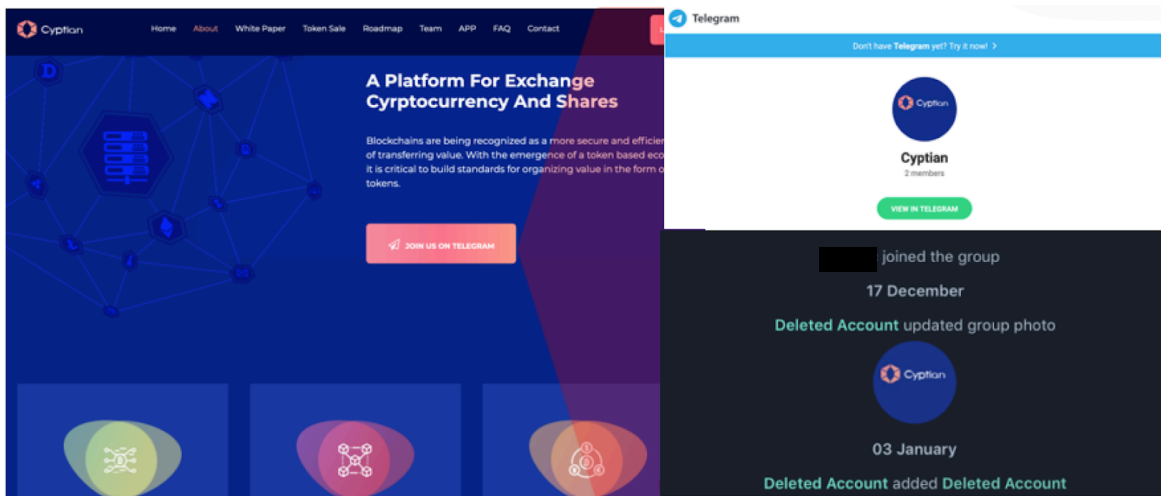 Cyptian
Home About White Paper Token Sale Roadmap Team APP FAQ Contact
A Platform For Exchange
Cyrptocurrency And Shares
Blockchains are being recognized as a more secure and efficien
of transferring value. With the emergence of a token based eco
it is critical to build standards for organizing value in the form o
tokens.
JOIN US ON TELEGRAM
Telegram
Don't have Telegram yet? Try it now! >
Cyptian
Cyptian
2 members
VIEW IN TELEGRAM
joined the group
17 December
Deleted Account updated group photo
Cyptian
03 January
Deleted Account added Deleted Account